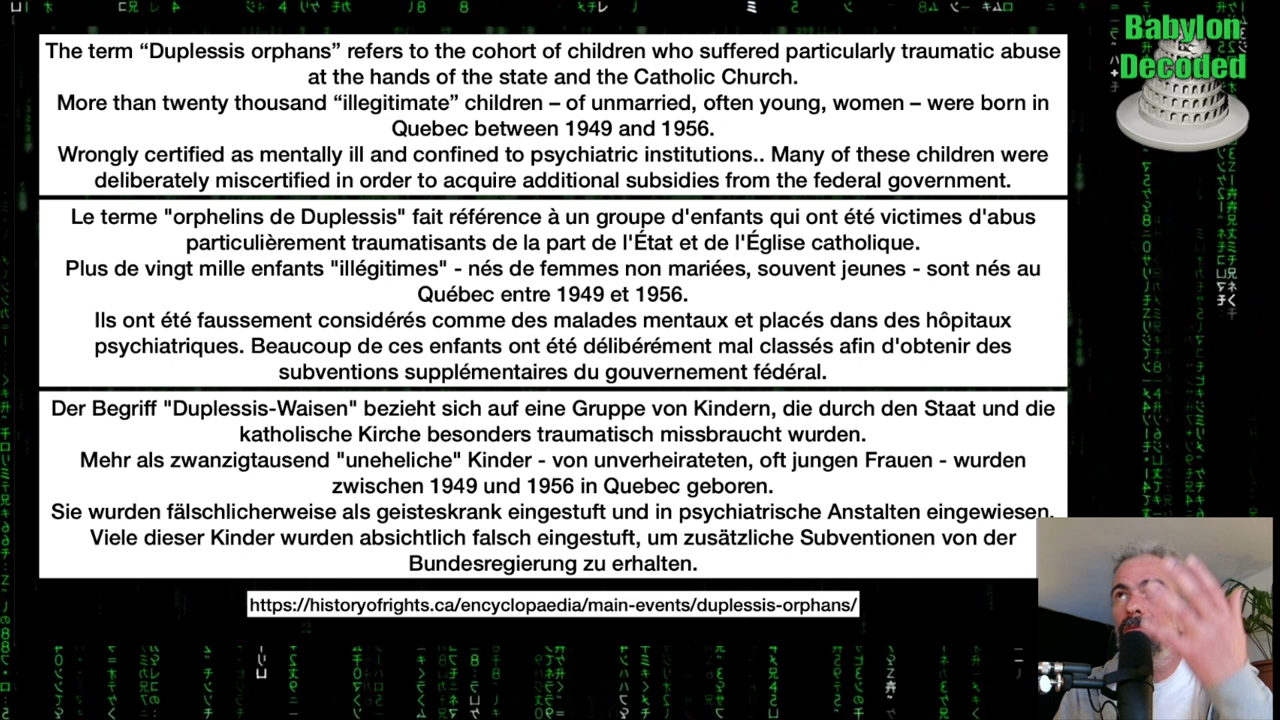 Babylon
Decoded
The term “Duplessis orphans” refers to the cohort of children who suffered particularly traumatic abuse
at the hands of the state and the Catholic Church.
More than twenty thousand “illegitimate” children – of unmarried, often young, women – were born in
Quebec between 1949 and 1956.
Wrongly certified as mentally ill and confined to psychiatric institutions.. Many of these children were
deliberately miscertified in order to acquire additional subsidies from the federal government.
Le terme "orphelins de Duplessis" fait référence à un groupe d'enfants qui ont été victimes d'abus
particulièrement traumatisants de la part de l'État et de l'Église catholique.
Plus de vingt mille enfants "illégitimes" - nés de femmes non mariées, souvent jeunes - sont nés au
Québec entre 1949 et 1956.
Ils ont été faussement considérés comme des malades mentaux et placés dans des hôpitaux
psychiatriques. Beaucoup de ces enfants ont été délibérément mal classés afin d'obtenir des
subventions supplémentaires du gouvernement fédéral.
Der Begriff "Duplessis-Waisen" bezieht sich auf eine Gruppe von Kindern, die durch den Staat und die
katholische Kirche besonders traumatisch missbraucht wurden.
Mehr als zwanzigtausend "uneheliche" Kinder - von unverheirateten, oft jungen Frauen - wurden
zwischen 1949 und 1956 in Quebec geboren.
Sie wurden fälschlicherweise als geisteskrank eingestuft und in psychiatrische Anstalten eingewiesen.
Viele dieser Kinder wurden absichtlich falsch eingestuft, um zusätzliche Subventionen von der
Bundesregierung zu erhalten.
https://historyofrights.ca/encyclopaedia/main-events/duplessis-orphans/